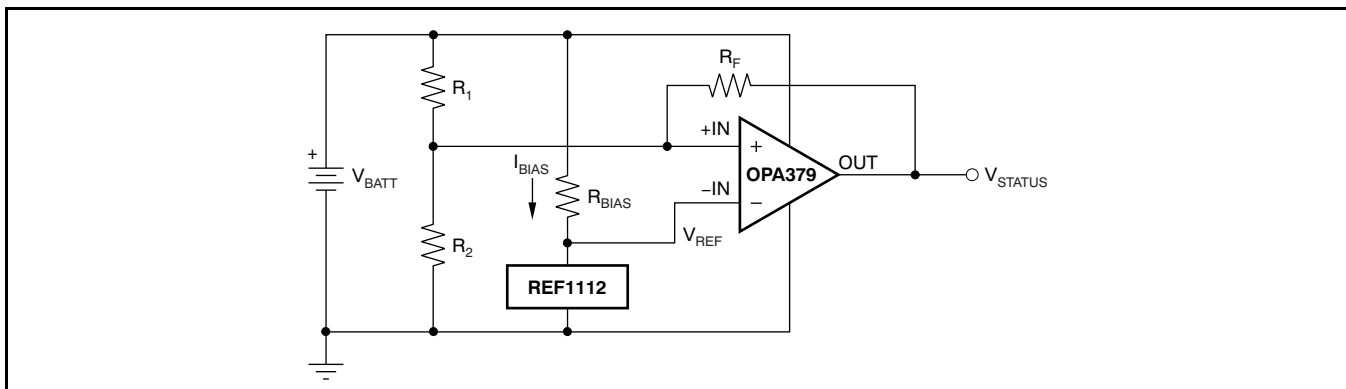 R_F
R_1
+IN
+
+
I_BIAS
OPA379
OUT
V_STATUS
V_BATT
−IN
R_BIAS
−
R_2
V_REF
REF1112